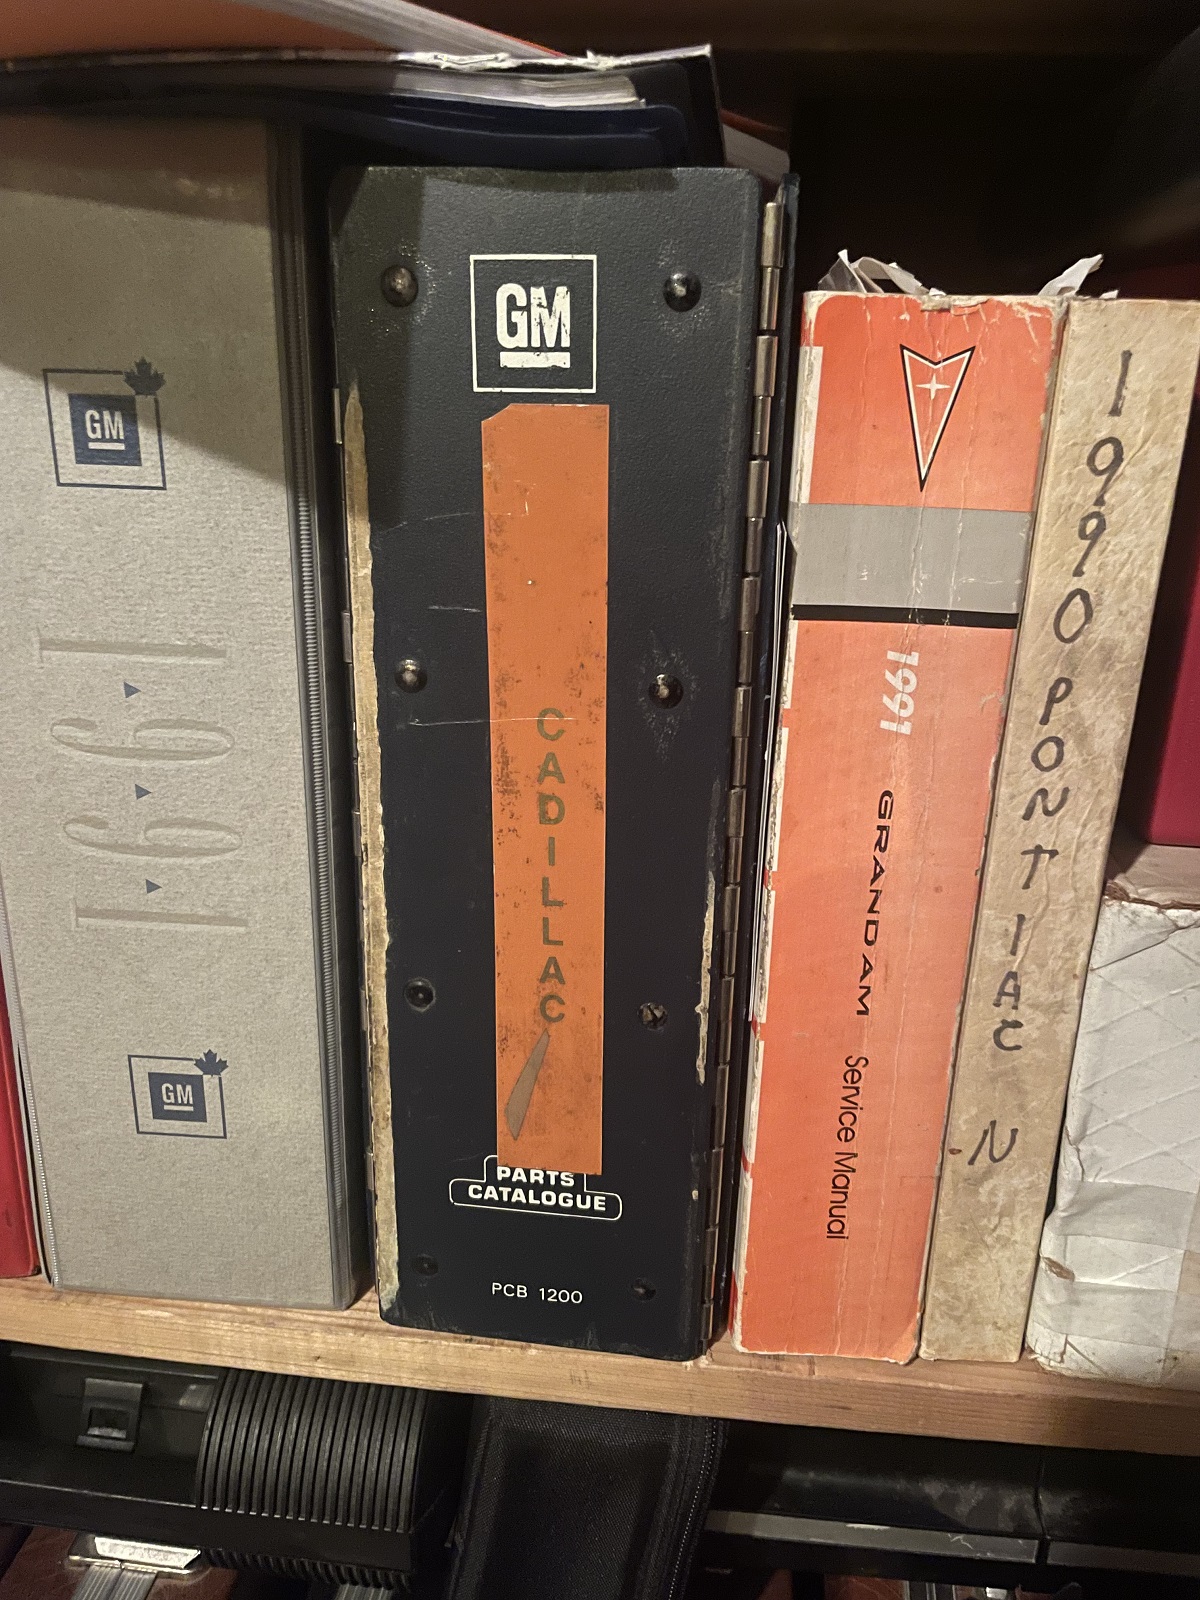 GM
1991
GM
GM
CADILLAC
PARTS
CATALOGUE
PCB 1200
1991 GRAND AM Service Manual
1990 PONTIAC N